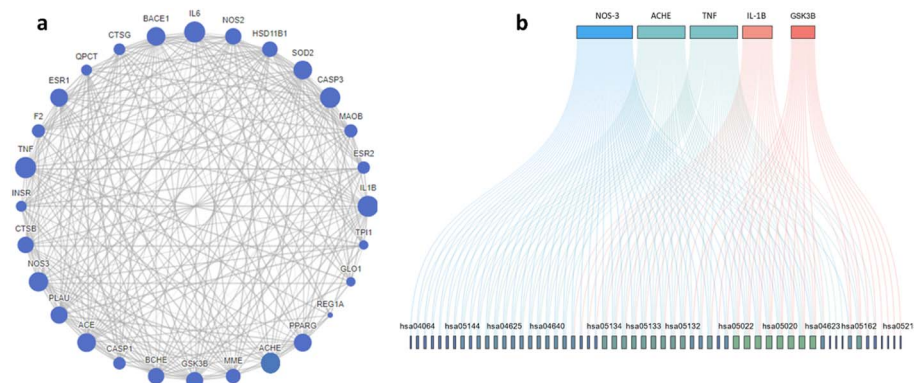 a
IL6
BACE1
NOS2
CTSG
HSD11B1
QPCT
SOD2
ESR1
CASP3
F2
MAOB
TNF
ESR2
INSR
IL1B
CTSB
TPI1
NOS3
GLO1
PLAU
REG1A
ACE
PPARG
CASP1
ACHE
BCHE
GSK3B
MME
b
NOS-3 ACHE TNF IL-1B GSK3B
hsa04064 hsa05144 hsa04625 hsa04640 hsa05134 hsa05133 hsa05132 hsa05022 hsa05020 hsa04623 hsa05162 hsa0521